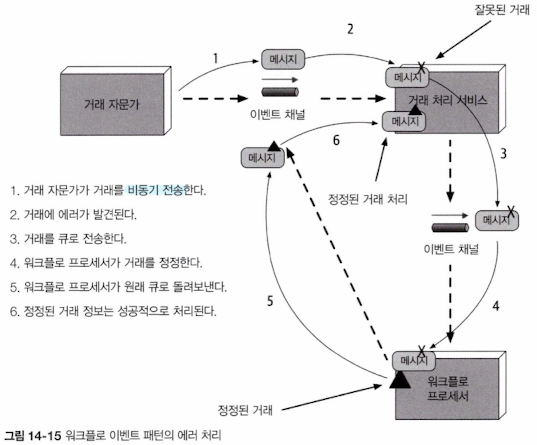 잘못된 거래
1
2
메시지
메시지
거래 자문가
거래 처리 서비스
이벤트 채널
메시지
6
메시지
3
정정된 거래 처리
메시지
이벤트 채널
1. 거래 자문가가 거래를 비동기 전송한다.
2. 거래에 에러가 발견된다.
3. 거래를 큐로 전송한다.
4. 워크플로 프로세서가 거래를 정정한다.
5. 워크플로 프로세서가 원래 큐로 돌려보낸다.
6. 정정된 거래 정보는 성공적으로 처리된다.
5
4
메시지
워크플로
프로세서
정정된 거래
그림 14-15 워크플로 이벤트 패턴의 에러 처리